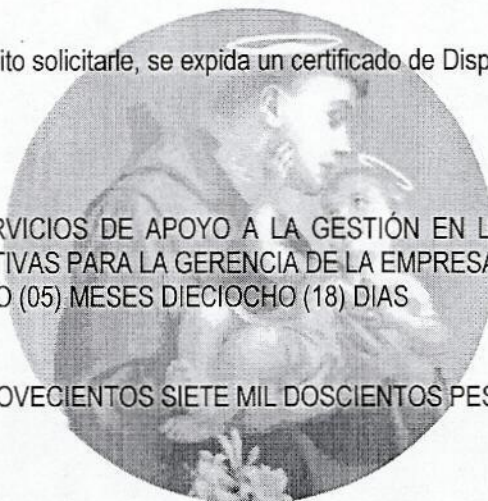 ito solicitarle, se expida un certificado de Disp
RVICIOS DE APOYO A LA GESTIÓN EN L
TIVAS PARA LA GERENCIA DE LA EMPRESA
O (05) MESES DIECIOCHO (18) DIAS
OVECIENTOS SIETE MIL DOSCIENTOS PES